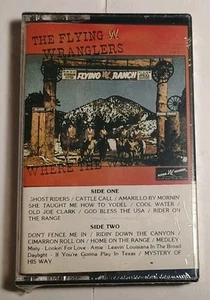 THE FLYING W
WRANGLERS
FLYING W RANCH
WHERE THE W
SIDE ONE
GHOST RIDERS / CATTLE CALL / AMARILLO BY MORNIN'
SHE TAUGHT ME HOW TO YODEL / COOL WATER /
OLD JOE CLARK / GOD BLESS THE USA / RIDER ON
THE RANGE
SIDE TWO
DON'T FENCE ME IN / RIDIN' DOWN THE CANYON /
CIMARRON ROLL ON / HOME ON THE RANGE / MEDLEY
Misty - Lookin' For Love - Amie - Leavin' Louisiana In The Broad
Daylight - If You're Gonna Play In Texas / MYSTERY OF
HIS WAY